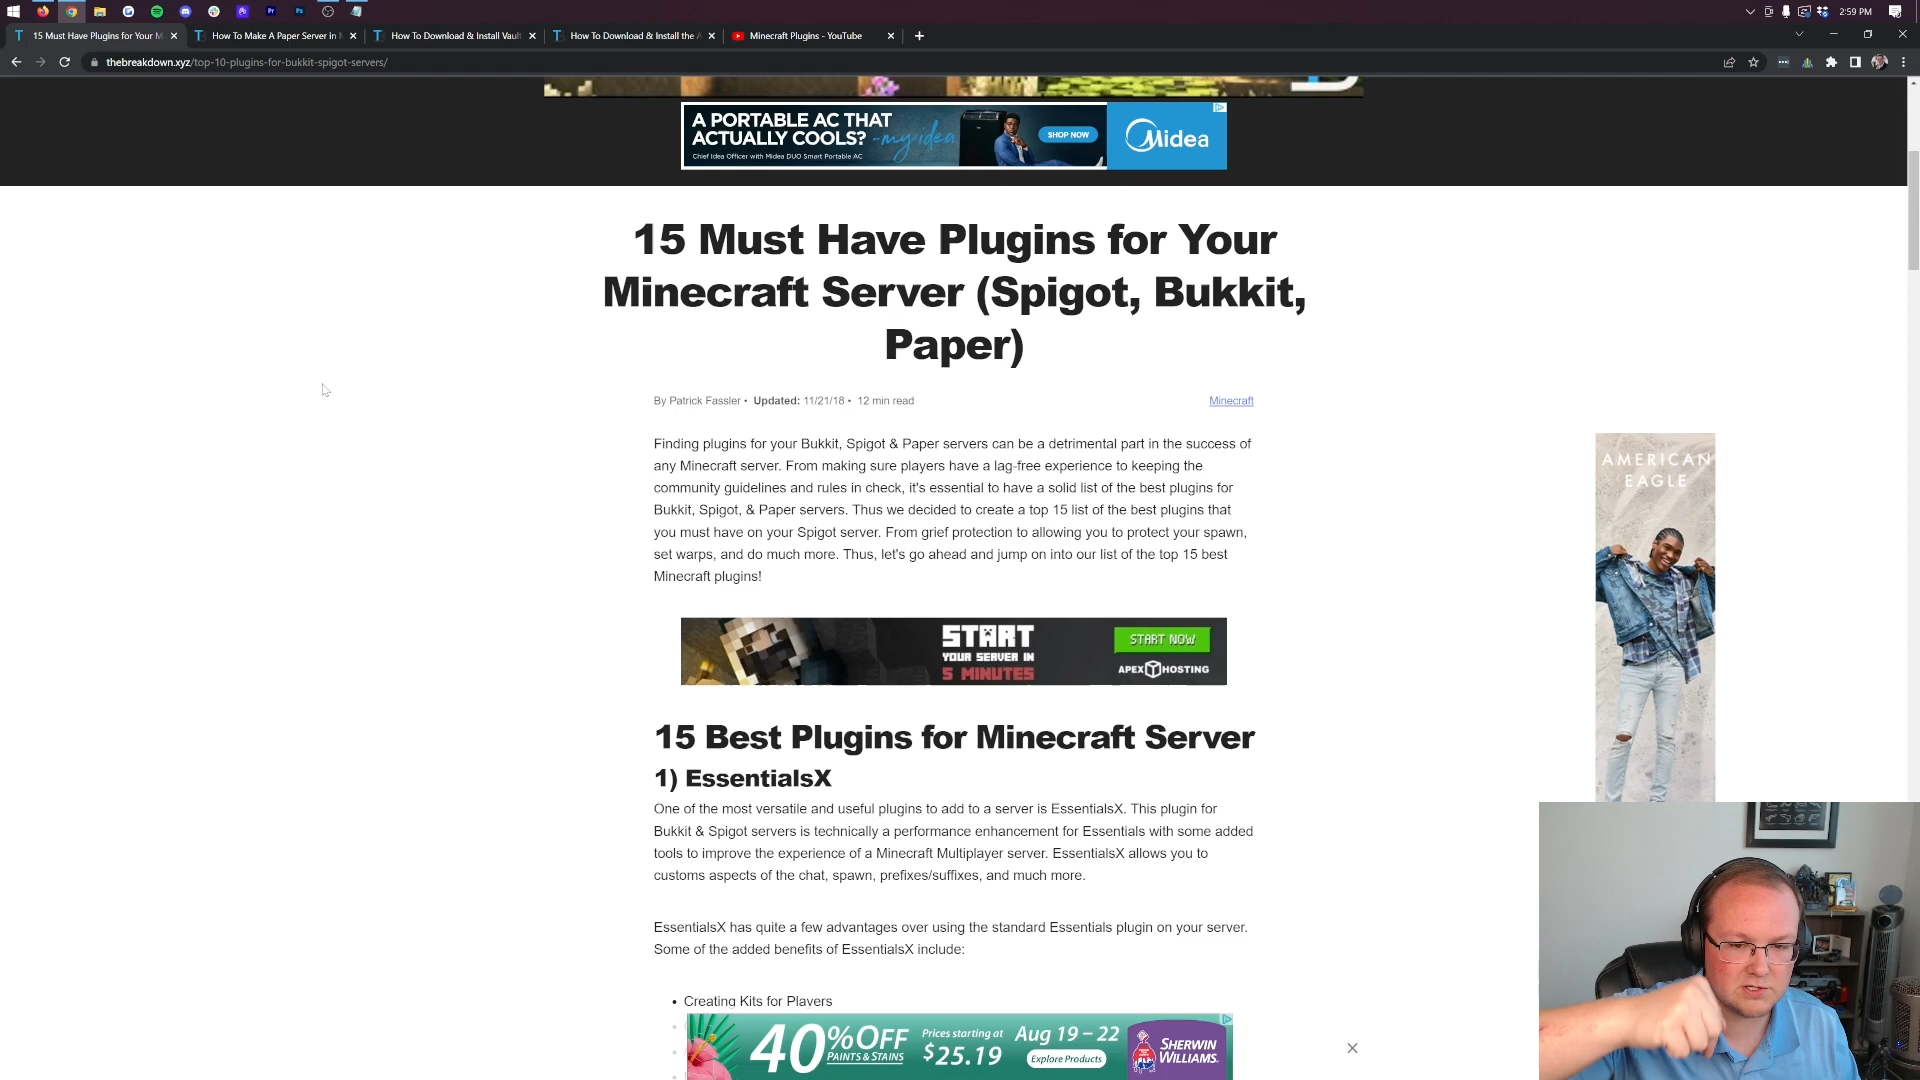 2:59 PM
15 Must Have Plugins for Your M
How To Make A Paper Server in M
How To Download & Install Vault
How To Download & Install the A
Minecraft Plugins - YouTube
thebreakdown.xyz/top-10-plugins-for-bukkit-spigot-servers/
A PORTABLE AC THAT
ACTUALLY COOLS? -my idea
Chief Idea Officer with Midea DUO Smart Portable AC
SHOP NOW
Midea
15 Must Have Plugins for Your
Minecraft Server (Spigot, Bukkit,
Paper)
By Patrick Fassler • Updated: 11/21/18 • 12 min read
Minecraft
Finding plugins for your Bukkit, Spigot & Paper servers can be a detrimental part in the success of
any Minecraft server. From making sure players have a lag-free experience to keeping the
community guidelines and rules in check, it's essential to have a solid list of the best plugins for
Bukkit, Spigot, & Paper servers. Thus we decided to create a top 15 list of the best plugins that
you must have on your Spigot server. From grief protection to allowing you to protect your spawn,
set warps, and do much more. Thus, let's go ahead and jump on into our list of the top 15 best
Minecraft plugins!
AMERICAN
EAGLE
START
YOUR SERVER IN
5 MINUTES
START NOW
APEX HOSTING
15 Best Plugins for Minecraft Server
1) EssentialsX
One of the most versatile and useful plugins to add to a server is EssentialsX. This plugin for
Bukkit & Spigot servers is technically a performance enhancement for Essentials with some added
tools to improve the experience of a Minecraft Multiplayer server. EssentialsX allows you to
customs aspects of the chat, spawn, prefixes/suffixes, and much more.
EssentialsX has quite a few advantages over using the standard Essentials plugin on your server.
Some of the added benefits of EssentialsX include:
• Creating Kits for Players
40% OFF
PAINTS & STAINS
Prices starting at
$25.19
Aug 19 – 22
Explore Products
SHERWIN
WILLIAMS.